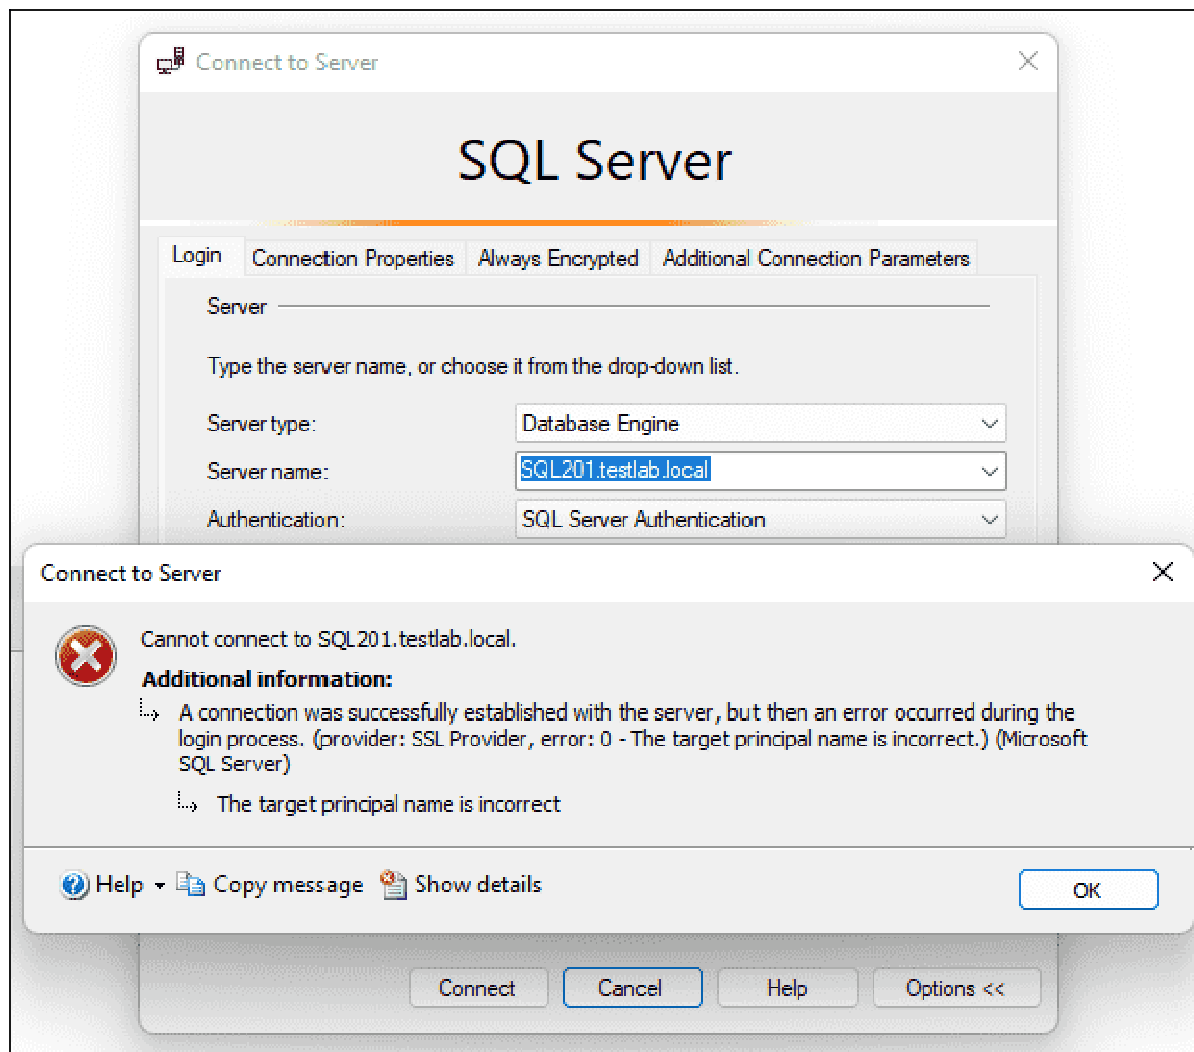 Connect to Server
SQL Server
Login
Connection Properties
Always Encrypted
Additional Connection Parameters
Server
Type the server name, or choose it from the drop-down list.
Server type:
Database Engine
Server name:
SQL201.testlab.local
Authentication:
SQL Server Authentication
Connect to Server
Cannot connect to SQL201.testlab.local.
Additional information:
A connection was successfully established with the server, but then an error occurred during the
login process. (provider: SSL Provider, error: 0 - The target principal name is incorrect.) (Microsoft
SQL Server)
The target principal name is incorrect
Help
Copy message
Show details
OK
Connect
Cancel
Help
Options <<